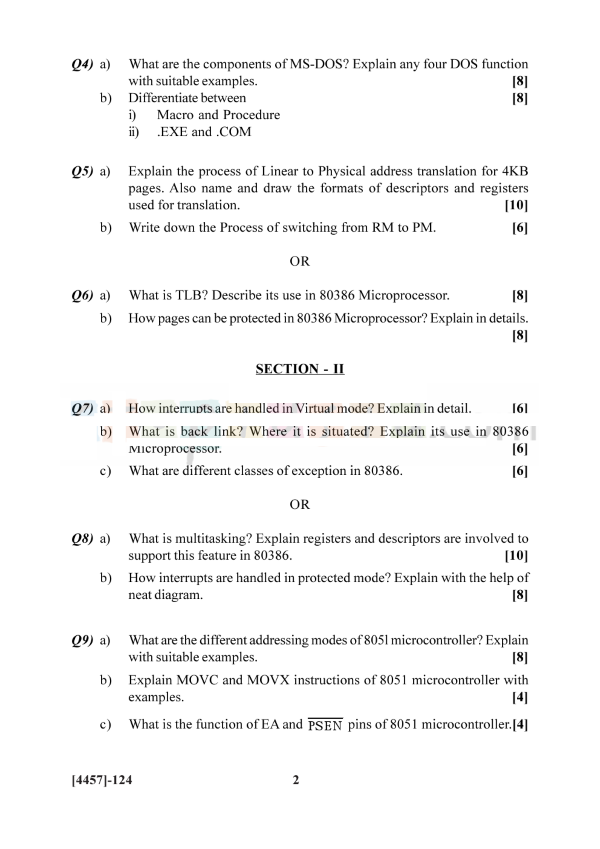 Q4) a) What are the components of MS-DOS? Explain any four DOS function
with suitable examples. [8]
b) Differentiate between [8]
i) Macro and Procedure
ii) .EXE and .COM
Q5) a) Explain the process of Linear to Physical address translation for 4KB
pages. Also name and draw the formats of descriptors and registers
used for translation. [10]
b) Write down the Process of switching from RM to PM. [6]
OR
Q6) a) What is TLB? Describe its use in 80386 Microprocessor. [8]
b) How pages can be protected in 80386 Microprocessor? Explain in details.
[8]
SECTION - II
Q7) a) How interrupts are handled in Virtual mode? Explain in detail. [6]
b) What is back link? Where it is situated? Explain its use in 80386
Microprocessor. [6]
c) What are different classes of exception in 80386. [6]
OR
Q8) a) What is multitasking? Explain registers and descriptors are involved to
support this feature in 80386. [10]
b) How interrupts are handled in protected mode? Explain with the help of
neat diagram. [8]
Q9) a) What are the different addressing modes of 805l microcontroller? Explain
with suitable examples. [8]
b) Explain MOVC and MOVX instructions of 8051 microcontroller with
examples. [4]
c) What is the function of EA and P̅S̅E̅N̅ pins of 8051 microcontroller.[4]
[4457]-124 2